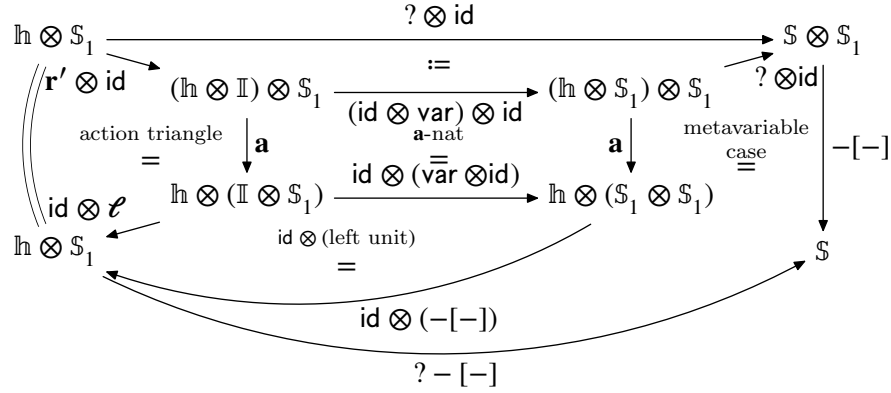 ? ⊗ id
𝕙 ⊗ 𝕊₁ 𝕊 ⊗ 𝕊₁
≔
r′ ⊗ id ? ⊗id
(𝕙 ⊗ 𝕀) ⊗ 𝕊₁ (𝕙 ⊗ 𝕊₁) ⊗ 𝕊₁
(id ⊗ var) ⊗ id
action triangle a-nat metavariable
= a = a case - [-]
=
id ⊗ (var ⊗id)
𝕙 ⊗ (𝕀 ⊗ 𝕊₁) 𝕙 ⊗ (𝕊₁ ⊗ 𝕊₁)
id ⊗ ℓ
id ⊗ (left unit)
𝕙 ⊗ 𝕊₁ = 𝕊
id ⊗ (−[−])
? − [−]